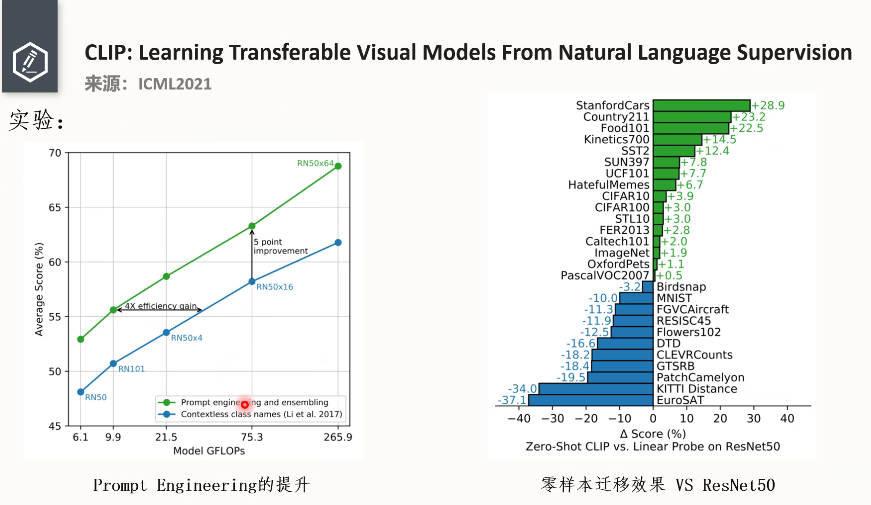 CLIP: Learning Transferable Visual Models From Natural Language Supervision
来源：ICML2021
实验：
70
65
60
55
50
45
Average Score (%)
RN50x64
5 point
improvement
RN50x16
4X efficiency gain
RN50x4
RN101
RN50
Prompt engineering and ensembling
Contextless class names (Li et al. 2017)
6.1 9.9 21.5 75.3 265.9
Model GFLOPs
Prompt Engineering的提升
StanfordCars +28.9
Country211 +23.2
Food101 +22.5
Kinetics700 +14.5
SST2 +12.4
SUN397 +7.8
UCF101 +7.7
HatefulMemes +6.7
CIFAR10 +3.9
CIFAR100 +3.0
STL10 +3.0
FER2013 +2.8
Caltech101 +2.0
ImageNet +1.9
OxfordPets +1.1
PascalVOC2007 +0.5
-3.2 Birdsnap
-10.0 MNIST
-11.3 FGVCAircraft
-11.9 RESISC45
-12.5 Flowers102
-16.6 DTD
-18.2 CLEVRCounts
-18.4 GTSRB
-19.5 PatchCamelyon
-34.0 KITTI Distance
-37.1 EuroSAT
−40 −30 −20 −10 0 10 20 30 40
Δ Score (%)
Zero-Shot CLIP vs. Linear Probe on ResNet50
零样本迁移效果 VS ResNet50